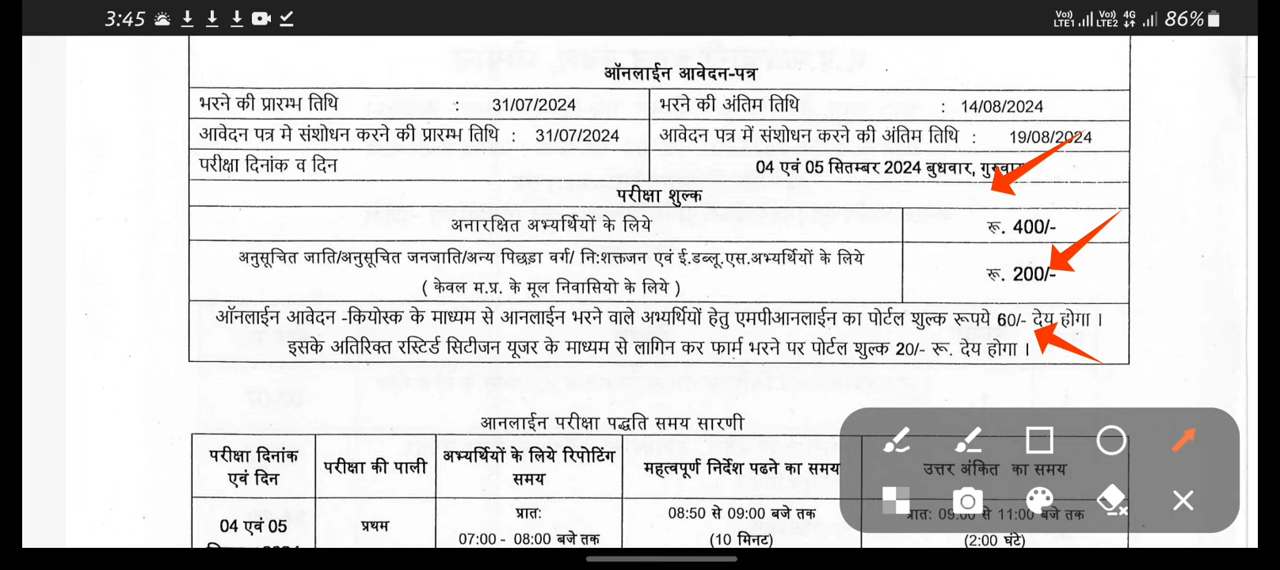 3:45
Vo) LTE1 Vo) LTE2 4G 86%
ऑनलाईन आवेदन-पत्र
भरने की प्रारम्भ तिथि : 31/07/2024 भरने की अंतिम तिथि : 14/08/2024
आवेदन पत्र मे संशोधन करने की प्रारम्भ तिथि : 31/07/2024 आवेदन पत्र में संशोधन करने की अंतिम तिथि : 19/08/2024
परीक्षा दिनांक व दिन 04 एवं 05 सितम्बर 2024 बुधवार, गुरुवार
परीक्षा शुल्क
अनारक्षित अभ्यर्थियों के लिये रू. 400/-
अनुसूचित जाति/अनुसूचित जनजाति/अन्य पिछड़ा वर्ग/ नि:शक्तजन एवं ई.डब्लू.एस.अभ्यर्थियों के लिये
( केवल म.प्र. के मूल निवासियो के लिये ) रू. 200/-
ऑनलाईन आवेदन -कियोस्क के माध्यम से आनलाईन भरने वाले अभ्यर्थियों हेतु एमपीआनलाईन का पोर्टल शुल्क रूपये 60/- देय होगा ।
इसके अतिरिक्त रस्टिर्ड सिटीजन यूजर के माध्यम से लागिन कर फार्म भरने पर पोर्टल शुल्क 20/- रू. देय होगा ।
आनलाईन परीक्षा पद्धति समय सारणी
परीक्षा दिनांक एवं दिन परीक्षा की पाली अभ्यर्थियों के लिये रिपोटिंग समय महत्वपूर्ण निर्देश पढने का समय उत्तर अंकित का समय
04 एवं 05 प्रथम प्रात: 08:50 से 09:00 बजे तक प्रात: 09:00 से 11:00 बजे तक
07:00 - 08:00 बजे तक (10 मिनट) (2:00 घंटे)